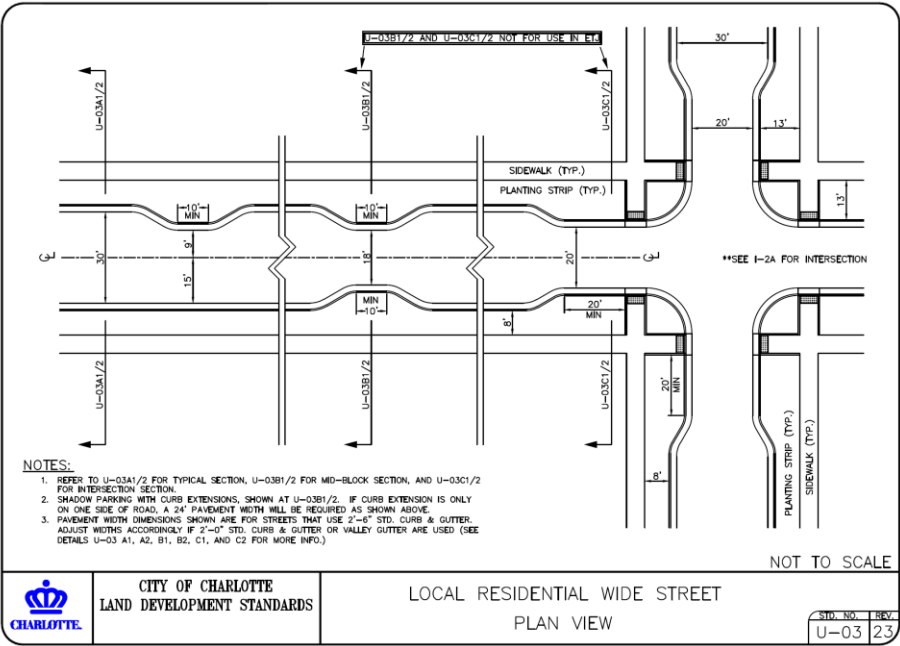 U-03B1/2 AND U-03C1/2 NOT FOR USE IN ETJ
30'
U-03A1/2
U-03B1/2
U-03C1/2
20'
13'
SIDEWALK (TYP.)
PLANTING STRIP (TYP.)
10'
MIN
10'
MIN
13'
℄
30'
9'
15'
18'
20'
℄
**SEE I-2A FOR INTERSECTION
MIN
10'
20'
MIN
8'
U-03A1/2
U-03B1/2
U-03C1/2
20'
MIN
8'
PLANTING STRIP (TYP.)
SIDEWALK (TYP.)
NOTES:
1. REFER TO U-03A1/2 FOR TYPICAL SECTION, U-03B1/2 FOR MID-BLOCK SECTION, AND U-03C1/2
FOR INTERSECTION SECTION.
2. SHADOW PARKING WITH CURB EXTENSIONS, SHOWN AT U-03B1/2. IF CURB EXTENSION IS ONLY
ON ONE SIDE OF ROAD, A 24' PAVEMENT WIDTH WILL BE REQUIRED AS SHOWN ABOVE.
3. PAVEMENT WIDTH DIMENSIONS SHOWN ARE FOR STREETS THAT USE 2'-6" STD. CURB & GUTTER.
ADJUST WIDTHS ACCORDINGLY IF 2'-0" STD. CURB & GUTTER OR VALLEY GUTTER ARE USED (SEE
DETAILS U-03 A1, A2, B1, B2, C1, AND C2 FOR MORE INFO.)
NOT TO SCALE
CHARLOTTE.
CITY OF CHARLOTTE
LAND DEVELOPMENT STANDARDS
LOCAL RESIDENTIAL WIDE STREET
PLAN VIEW
STD. NO.
REV.
U-03
23